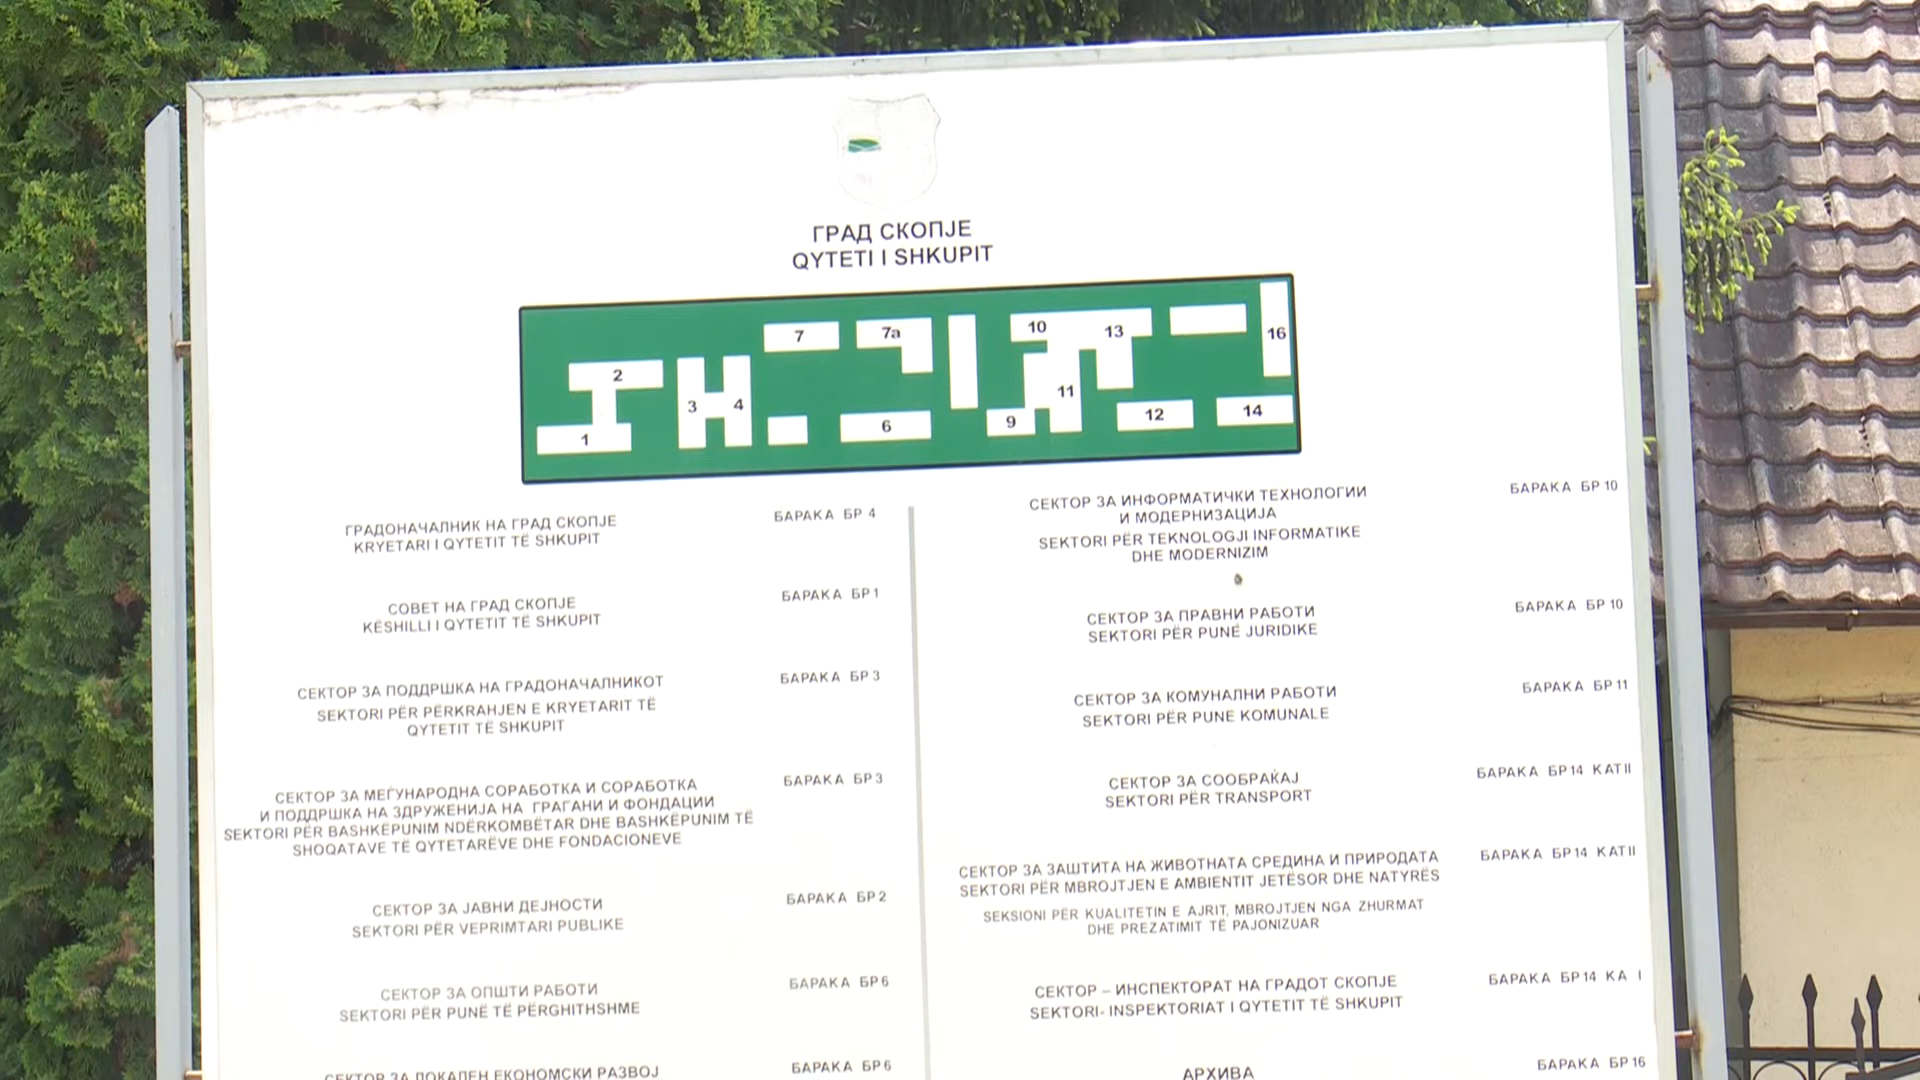 ГРАД СКОПЈЕ
QYTETI I SHKUPIT
7
7a
10
13
16
2
3
4
11
1
6
9
12
14
ГРАДОНАЧАЛНИК НА ГРАД СКОПЈЕ
KRYETARI I QYTETIT TË SHKUPIT
БАРАКА БР 4
СОВЕТ НА ГРАД СКОПЈЕ
KËSHILLI I QYTETIT TË SHKUPIT
БАРАКА БР 1
СЕКТОР ЗА ПОДДРШКА НА ГРАДОНАЧАЛНИКОТ
SEKTORI PËR PËRKRAHJEN E KRYETARIT TË
QYTETIT TË SHKUPIT
БАРАКА БР 3
СЕКТОР ЗА МЕГУНАРОДНА СОРАБОТКА И СОРАБОТКА
И ПОДДРШКА НА ЗДРУЖЕНИЈА НА ГРАГАНИ И ФОНДАЦИИ
SEKTORI PËR BASHKËPUNIM NDËRKOMBËTAR DHE BASHKËPUNIM TË
SHOQATAVE TË QYTETARËVE DHE FONDACIONEVE
БАРАКА БР 3
СЕКТОР ЗА ЈАВНИ ДЕЈНОСТИ
SEKTORI PËR VEPRIMTARI PUBLIKE
БАРАКА БР 2
СЕКТОР ЗА ОПШТИ РАБОТИ
SEKTORI PËR PUNË TË PËRGHITHSHME
БАРАКА БР 6
СЕКТОР ЗА ЛОКАЛЕН ЕКОНОМСКИ РАЗВОЈ
БАРАКА БР 6
СЕКТОР ЗА ИНФОРМАТИЧКИ ТЕХНОЛОГИИ
И МОДЕРНИЗАЦИЈА
SEKTORI PËR TEKNOLOGJI INFORMATIKE
DHE MODERNIZIM
БАРАКА БР 10
СЕКТОР ЗА ПРАВНИ РАБОТИ
SEKTORI PËR PUNË JURIDIKE
БАРАКА БР 10
СЕКТОР ЗА КОМУНАЛНИ РАБОТИ
SEKTORI PËR PUNE KOMUNALE
БАРАКА БР 11
СЕКТОР ЗА СООБРАЌАЈ
SEKTORI PËR TRANSPORT
БАРАКА БР 14 КАТ II
СЕКТОР ЗА ЗАШТИТА НА ЖИВОТНАТА СРЕДИНА И ПРИРОДАТА
SEKTORI PËR MBROJTJEN E AMBIENTIT JETËSOR DHE NATYRËS
БАРАКА БР 14 КАТ II
SEKSIONI PËR KUALITETIN E AJRIT, MBROJTJEN NGA ZHURMAT
DHE PREZATIMIT TË PAJONIZUAR
СЕКТОР – ИНСПЕКТОРАТ НА ГРАДОТ СКОПЈЕ
SEKTORI- INSPEKTORIAT I QYTETIT TË SHKUPIT
БАРАКА БР 14 КА I
АРХИВА
БАРАКА БР 16